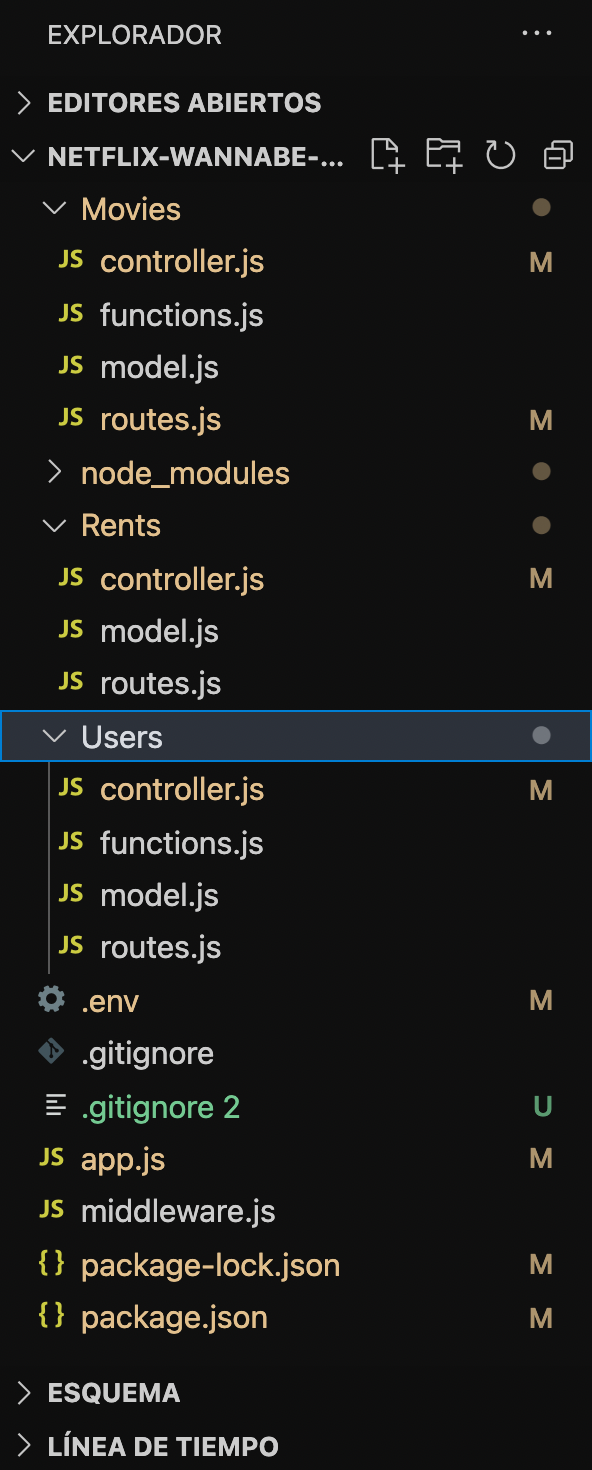 EXPLORADOR ...
EDITORES ABIERTOS
NETFLIX-WANNABE-...
Movies
JS controller.js M
JS functions.js
JS model.js
JS routes.js M
node_modules
Rents
JS controller.js M
JS model.js
JS routes.js
Users
JS controller.js M
JS functions.js
JS model.js
JS routes.js
.env M
.gitignore
.gitignore 2 U
JS app.js M
JS middleware.js
{} package-lock.json M
{} package.json M
ESQUEMA
LÍNEA DE TIEMPO